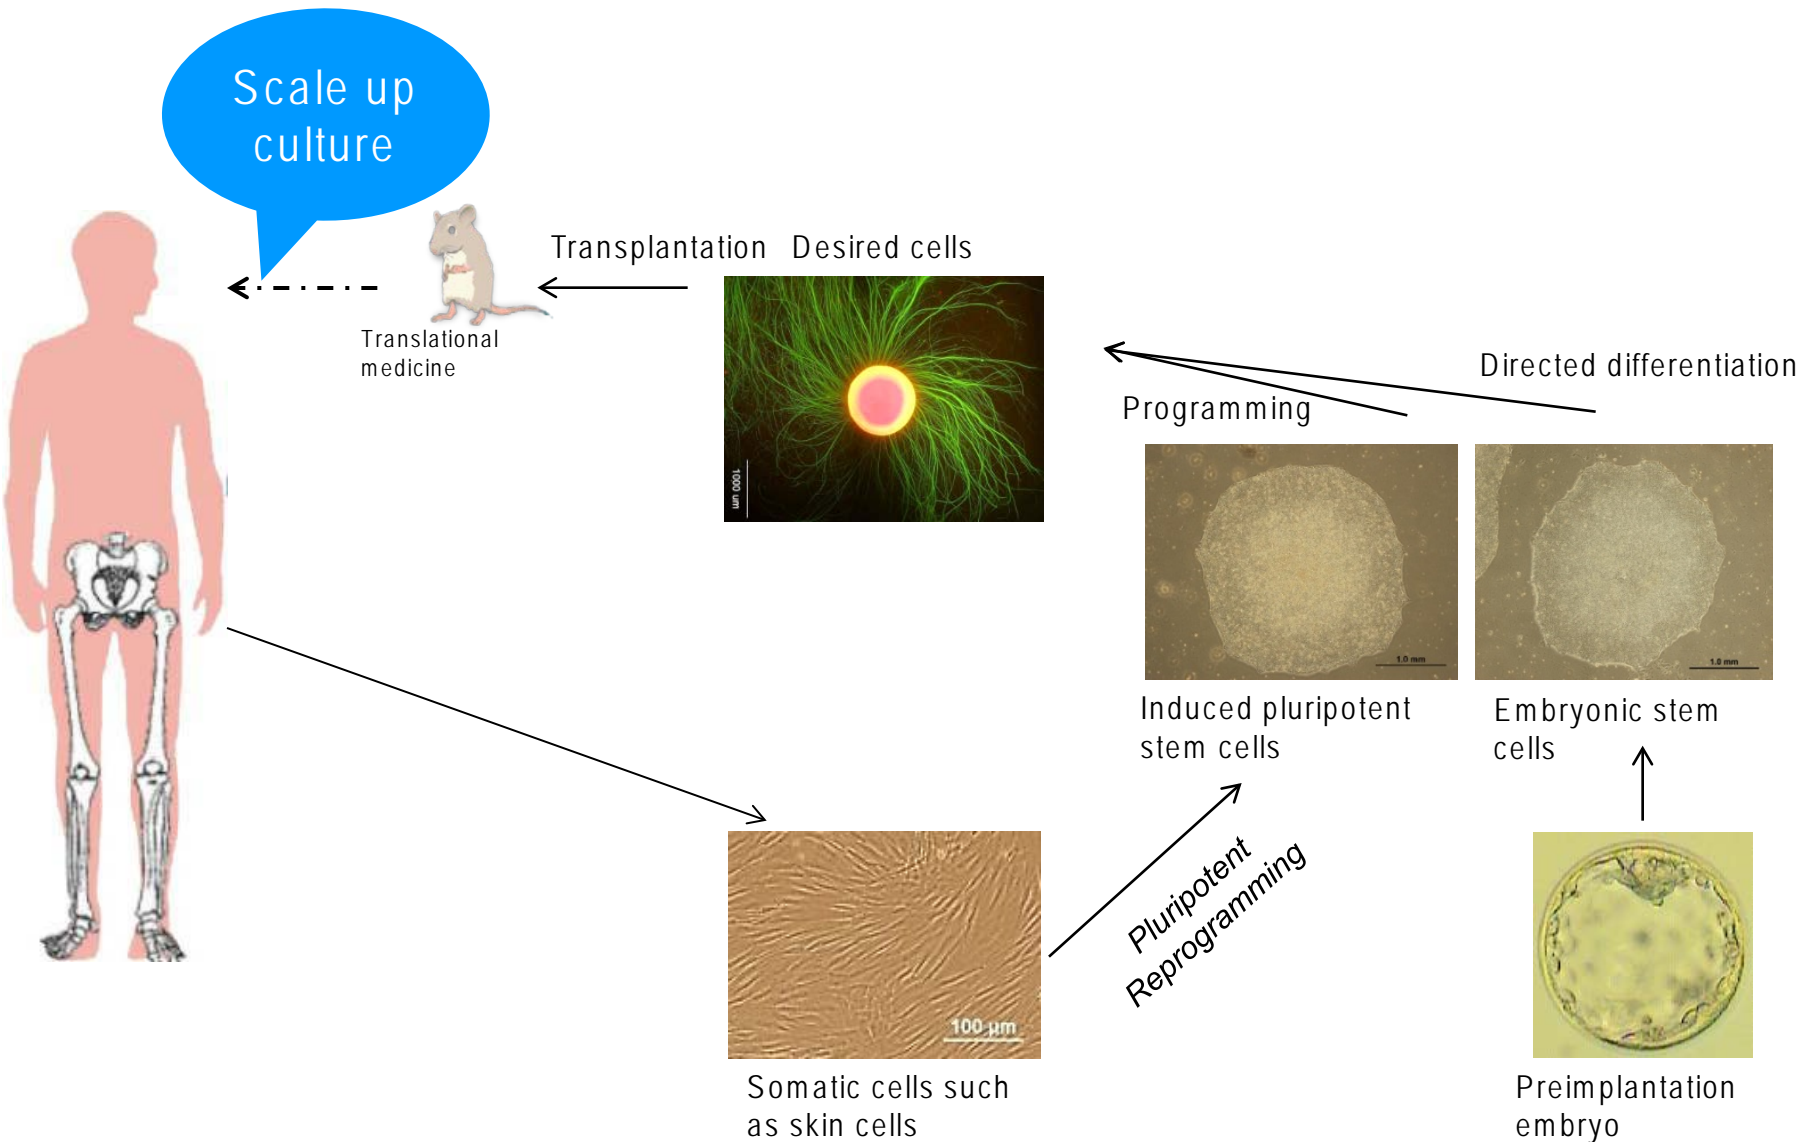 Scale up
culture
Transplantation
Desired cells
Translational
medicine
1000 um
Directed differentiation
Programming
1.0 mm
1.0 mm
Induced pluripotent
stem cells
Embryonic stem
cells
Pluripotent
Reprogramming
100 µm
Somatic cells such
as skin cells
Preimplantation
embryo